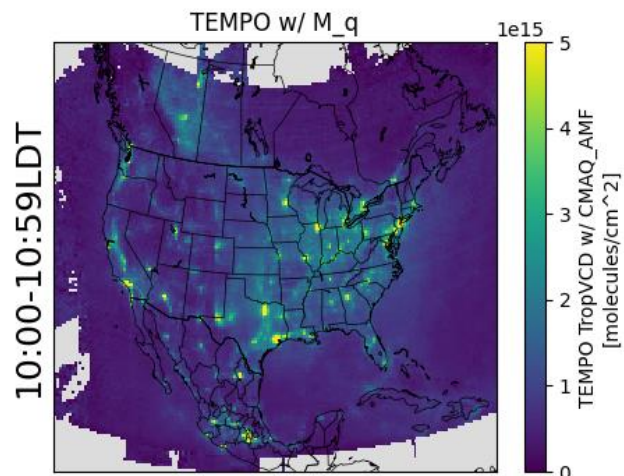 TEMPO w/ M_q
1e15
10:00-10:59LDT
5
4
3
2
1
0
TEMPO TropVCD w/ CMAQ_AMF
[molecules/cm^2]